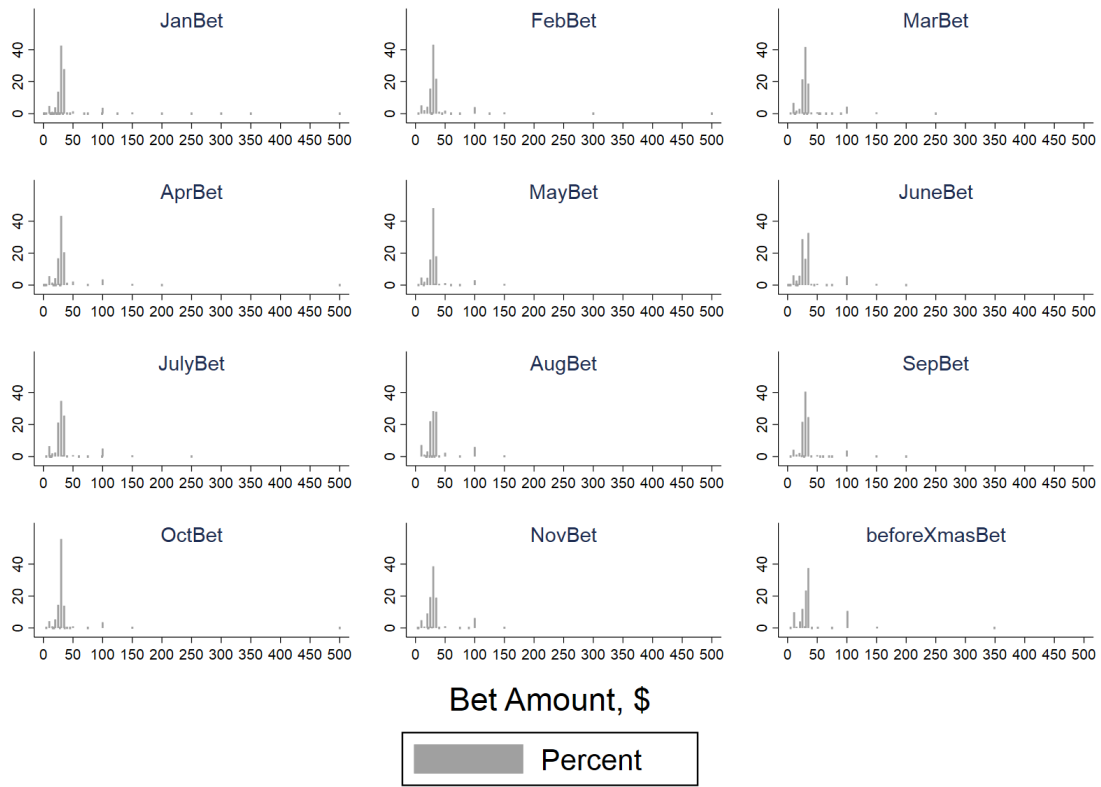 JanBet FebBet MarBet
40 40 40
20 20 20
0 0 0
0 50 100 150 200 250 300 350 400 450 500 0 50 100 150 200 250 300 350 400 450 500 0 50 100 150 200 250 300 350 400 450 500
AprBet MayBet JuneBet
40 40 40
20 20 20
0 0 0
0 50 100 150 200 250 300 350 400 450 500 0 50 100 150 200 250 300 350 400 450 500 0 50 100 150 200 250 300 350 400 450 500
JulyBet AugBet SepBet
40 40 40
20 20 20
0 0 0
0 50 100 150 200 250 300 350 400 450 500 0 50 100 150 200 250 300 350 400 450 500 0 50 100 150 200 250 300 350 400 450 500
OctBet NovBet beforeXmasBet
40 40 40
20 20 20
0 0 0
0 50 100 150 200 250 300 350 400 450 500 0 50 100 150 200 250 300 350 400 450 500 0 50 100 150 200 250 300 350 400 450 500
Bet Amount, $
Percent